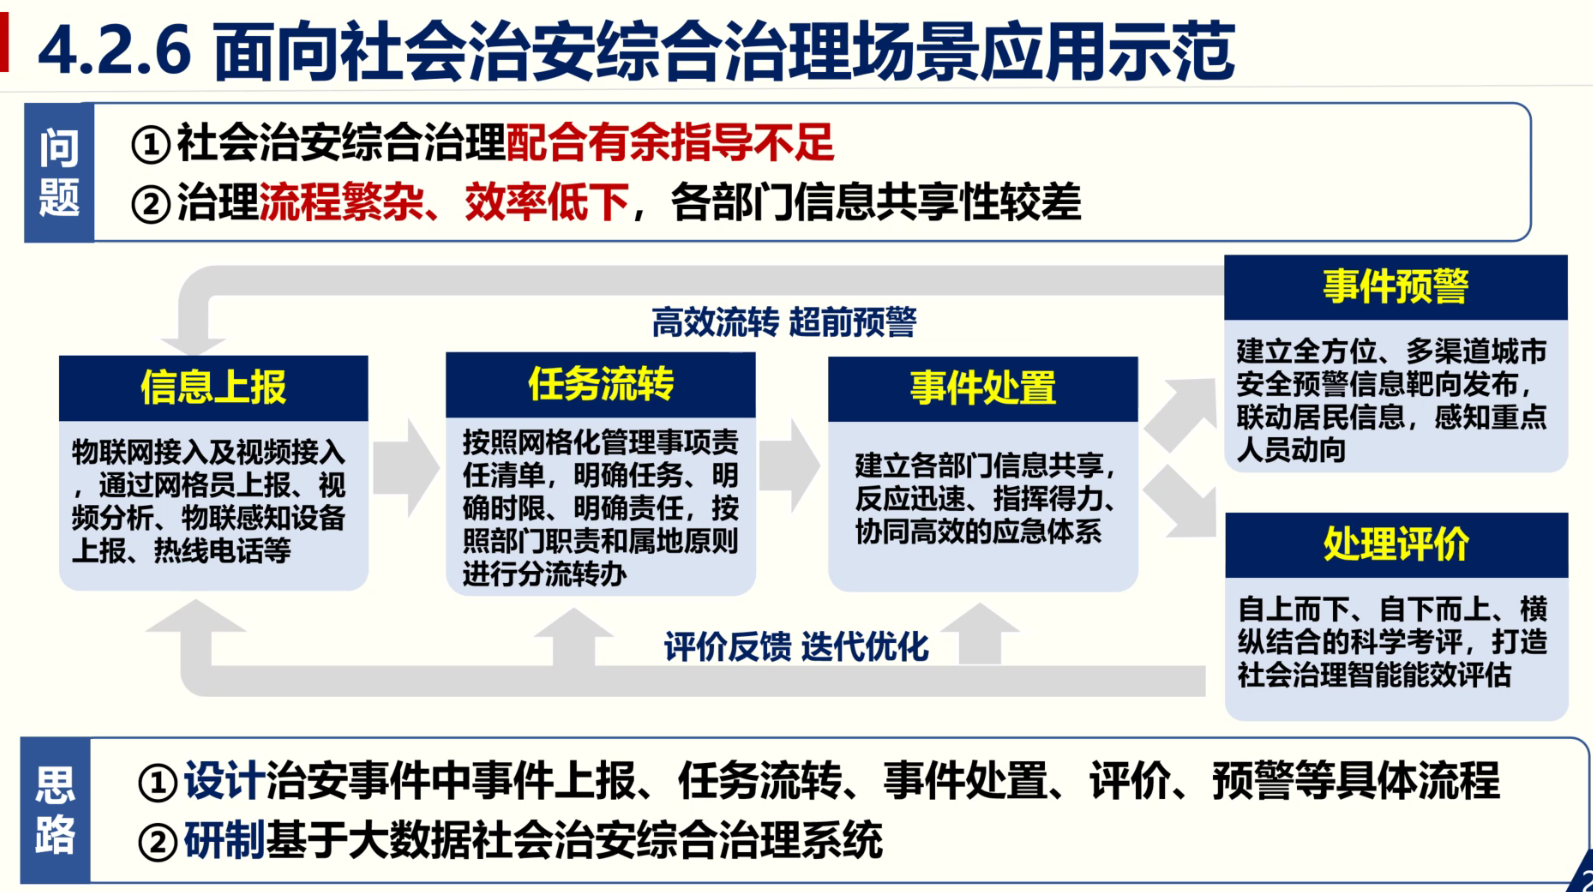 4.2.6 面向社会治安综合治理场景应用示范
问题
①社会治安综合治理配合有余指导不足
②治理流程繁杂、效率低下，各部门信息共享性较差
高效流转 超前预警
信息上报
物联网接入及视频接入
，通过网格员上报、视
频分析、物联感知设备
上报、热线电话等
任务流转
按照网格化管理事项责
任清单，明确任务、明
确时限、明确责任，按
照部门职责和属地原则
进行分流转办
事件处置
建立各部门信息共享，
反应迅速、指挥得力、
协同高效的应急体系
事件预警
建立全方位、多渠道城市
安全预警信息靶向发布，
联动居民信息，感知重点
人员动向
处理评价
自上而下、自下而上、横
纵结合的科学考评，打造
社会治理智能能效评估
评价反馈 迭代优化
思路
①设计治安事件中事件上报、任务流转、事件处置、评价、预警等具体流程
②研制基于大数据社会治安综合治理系统